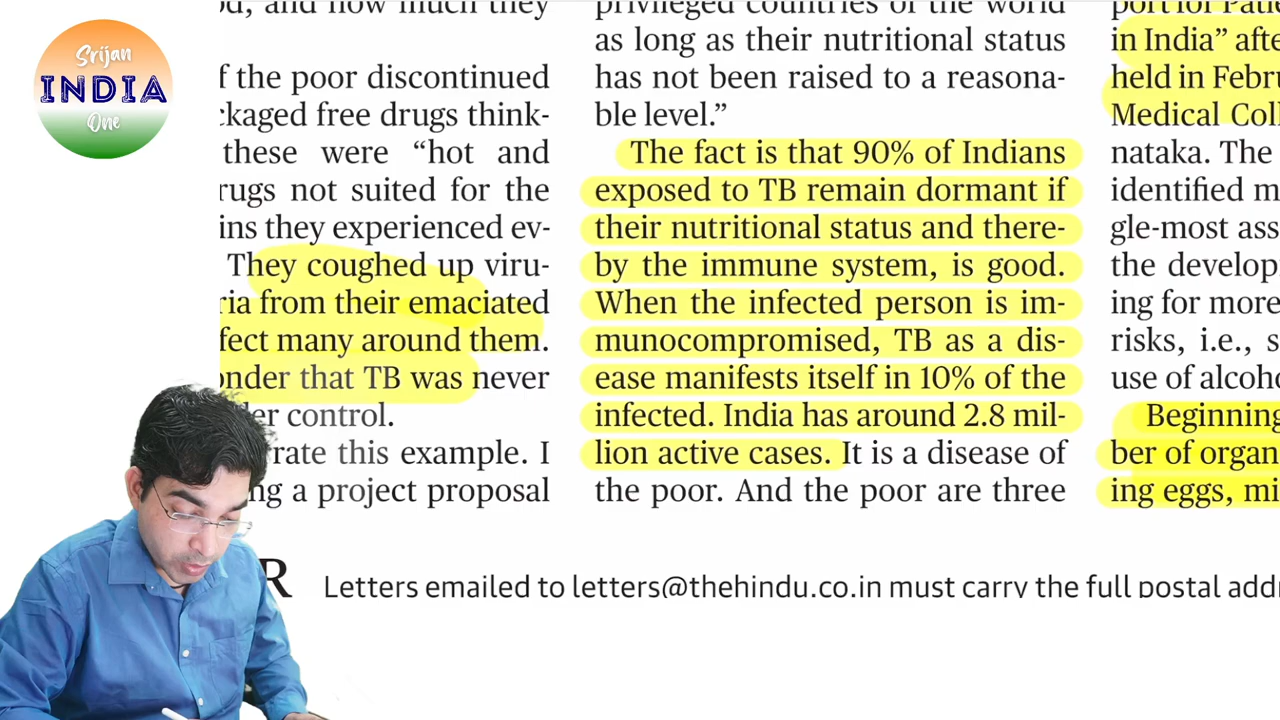 Srijan
INDIA
One
and how much they
f the poor discontinued
ckaged free drugs think-
these were “hot and
rugs not suited for the
ins they experienced ev-
They coughed up viru-
ria from their emaciated
fect many around them.
onder that TB was never
er control.
rate this example. I
ng a project proposal
privileged countries of the world
as long as their nutritional status
has not been raised to a reasona-
ble level.”
The fact is that 90% of Indians
exposed to TB remain dormant if
their nutritional status and there-
by the immune system, is good.
When the infected person is im-
munocompromised, TB as a dis-
ease manifests itself in 10% of the
infected. India has around 2.8 mil-
lion active cases. It is a disease of
the poor. And the poor are three
port for Patie
in India” afte
held in Febru
Medical Coll
nataka. The
identified m
gle-most ass
the develop
ing for more
risks, i.e., s
use of alcoho
Beginning
ber of organ
ing eggs, mi
R
Letters emailed to letters@thehindu.co.in must carry the full postal addr